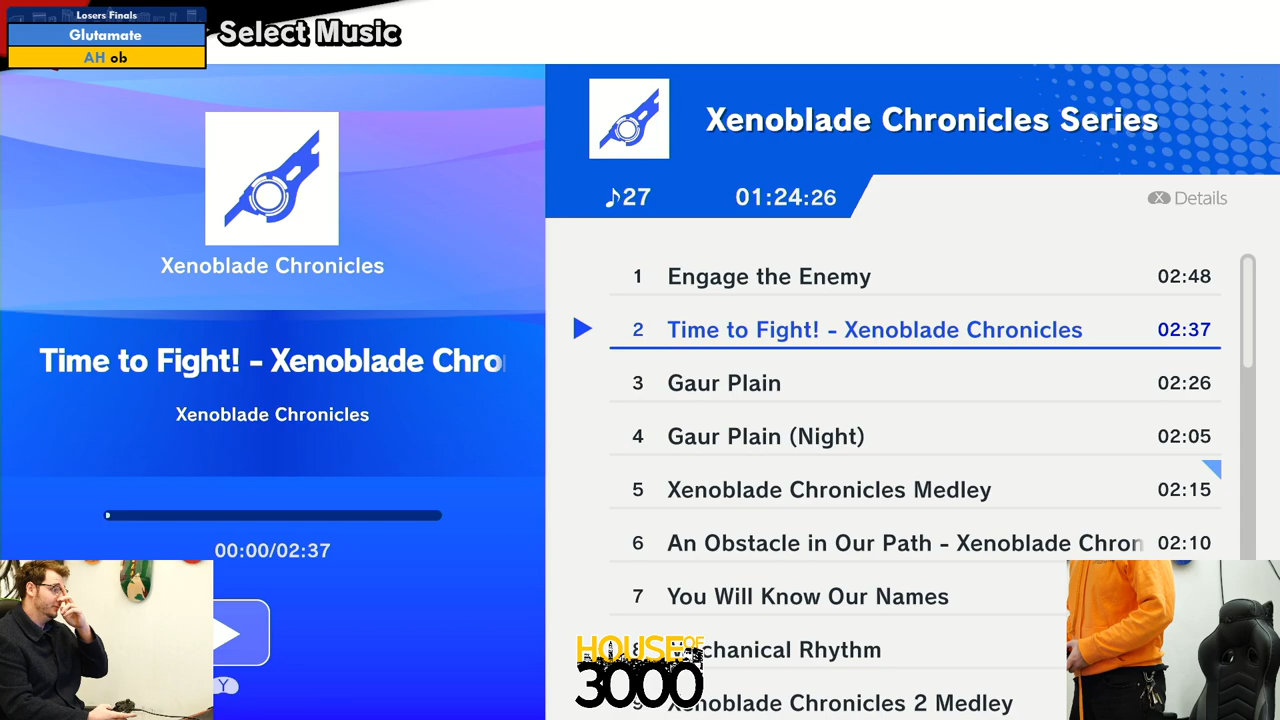 Losers Finals
Glutamate
AH ob
Select Music
Xenoblade Chronicles
Time to Fight! - Xenoblade Chro
Xenoblade Chronicles
00:00/02:37
Y
Xenoblade Chronicles Series
♪27 01:24:26
X Details
1 Engage the Enemy 02:48
2 Time to Fight! - Xenoblade Chronicles 02:37
3 Gaur Plain 02:26
4 Gaur Plain (Night) 02:05
5 Xenoblade Chronicles Medley 02:15
6 An Obstacle in Our Path - Xenoblade Chron 02:10
7 You Will Know Our Names
8 chanical Rhythm
9 Xenoblade Chronicles 2 Medley
HOUSE OF
3000